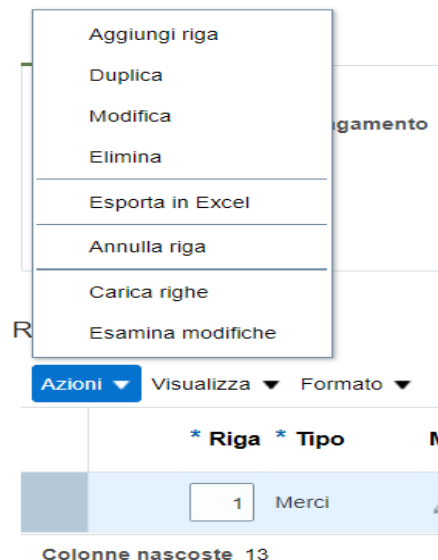 Aggiungi riga
Duplica
Modifica
Elimina
Esporta in Excel
Annulla riga
Carica righe
Esamina modifiche
Azioni Visualizza Formato
* Riga * Tipo
1 Merci
Colonne nascoste 13